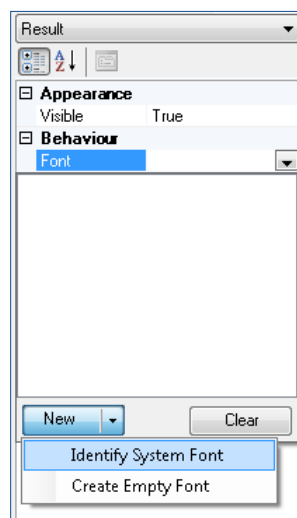 Result
Appearance
Visible True
Behaviour
Font
New Clear
Identify System Font
Create Empty Font